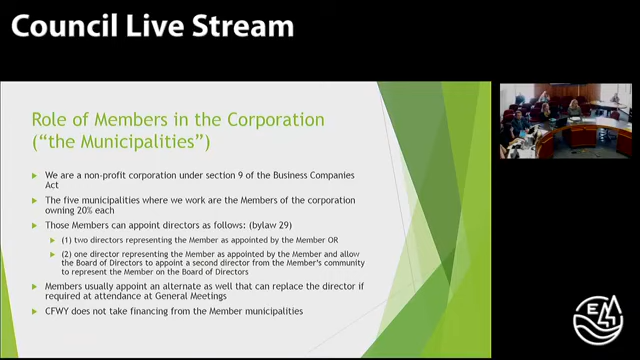 Council Live Stream
Role of Members in the Corporation
("the Municipalities")
We are a non-profit corporation under section 9 of the Business Companies
Act
The five municipalities where we work are the Members of the corporation
owning 20% each
Those Members can appoint directors as follows: (bylaw 29)
(1) two directors representing the Member as appointed by the Member OR
(2) one director representing the Member as appointed by the Member and allow
the Board of Directors to appoint a second director from the Member's community
to represent the Member on the Board of Directors
Members usually appoint an alternate as well that can replace the director if
required at attendance at General Meetings
CFWY does not take financing from the Member municipalities